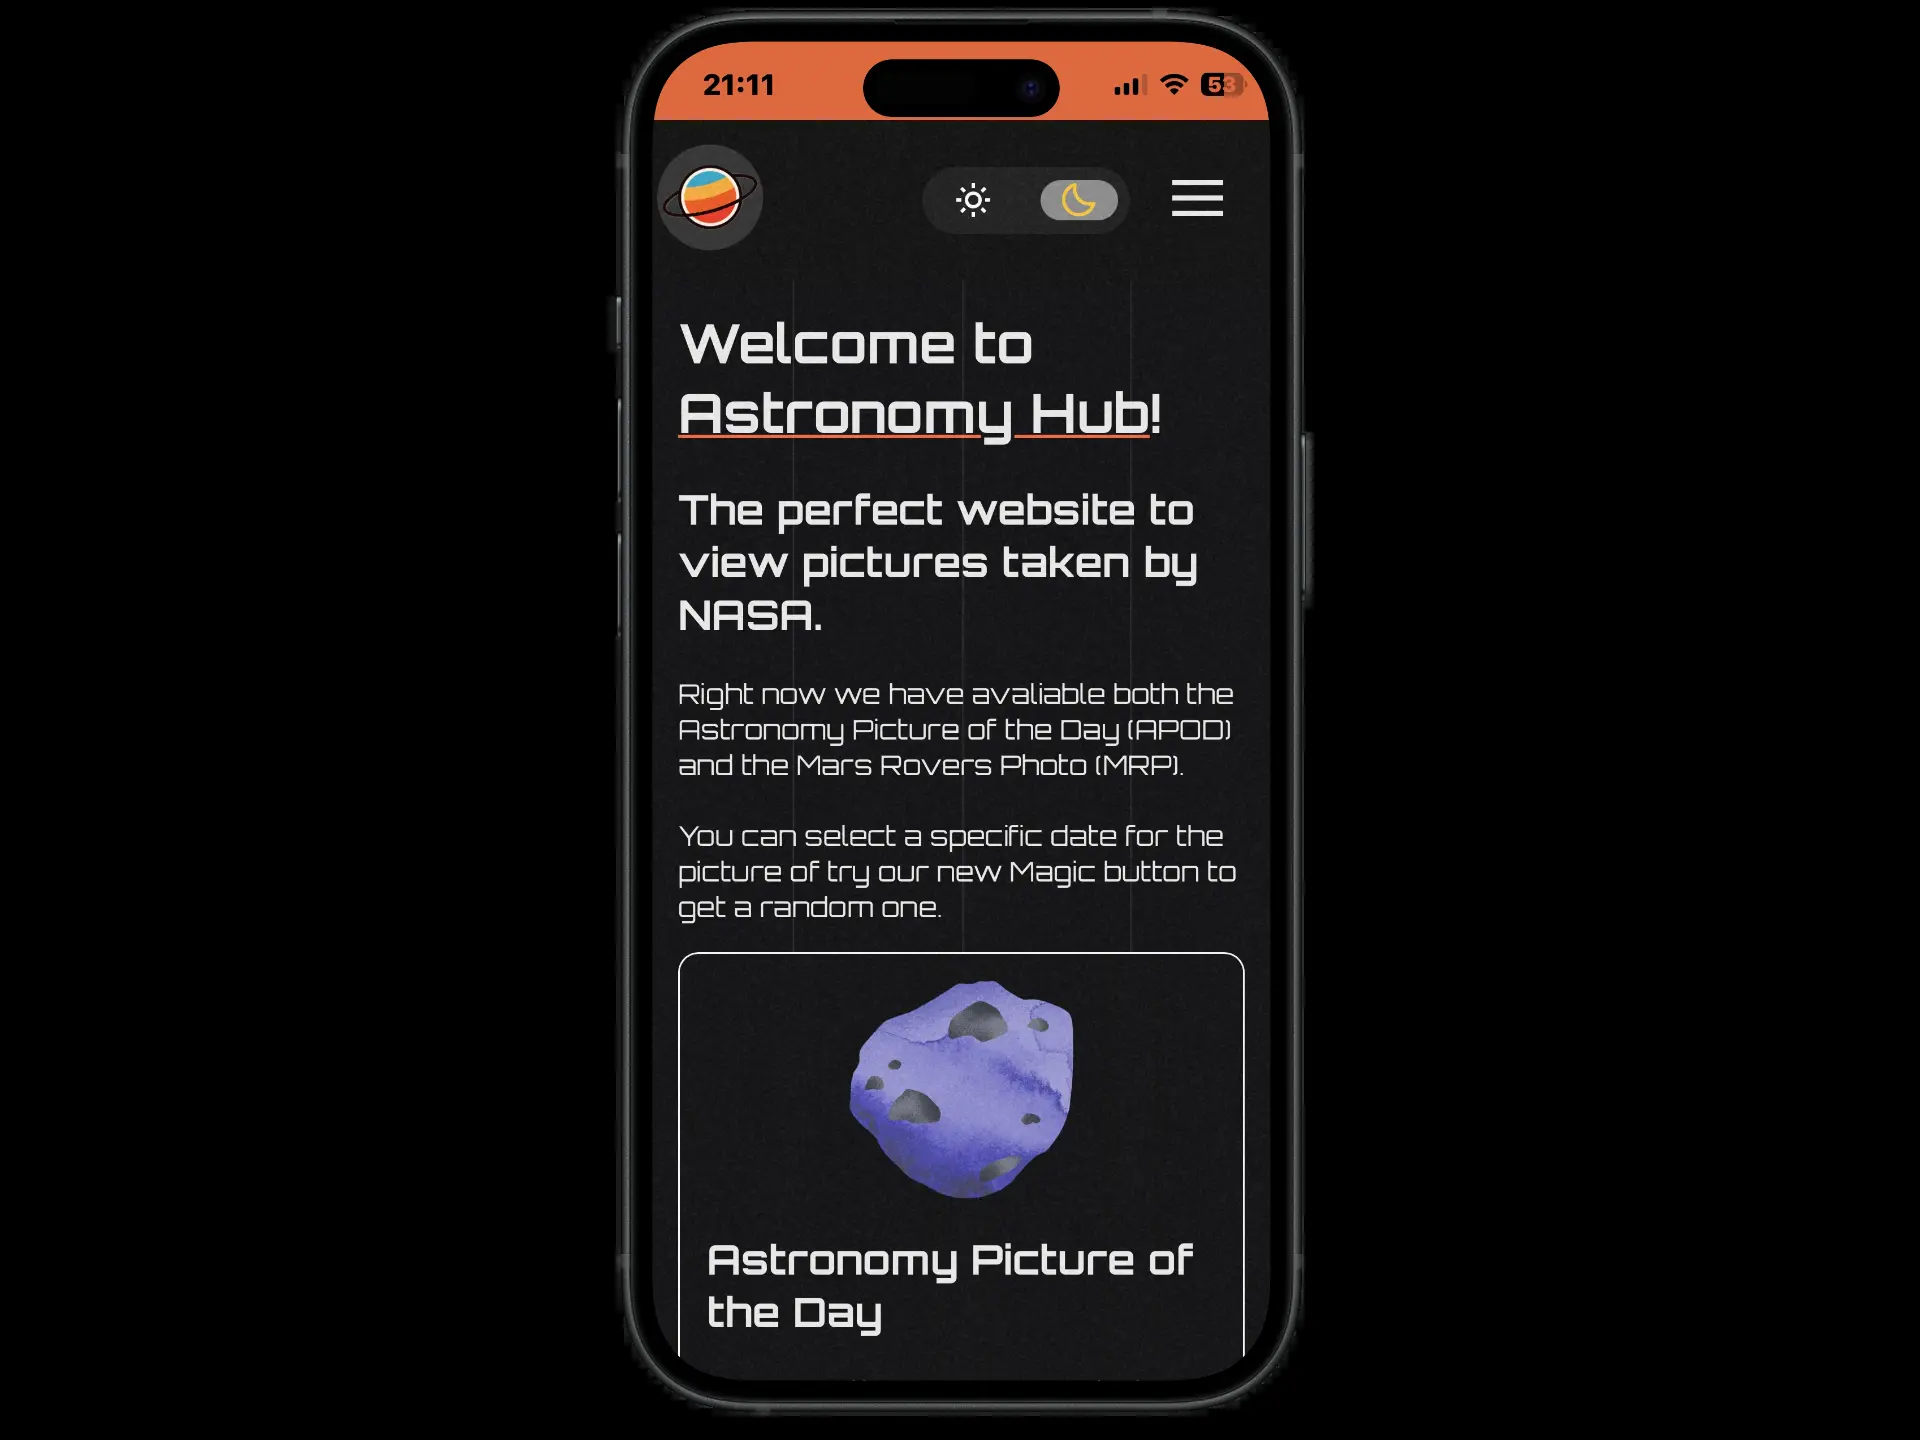 21:11
53
Welcome to
Astronomy Hub!
The perfect website to
view pictures taken by
NASA.
Right now we have avaliable both the
Astronomy Picture of the Day (APOD)
and the Mars Rovers Photo (MRP).
You can select a specific date for the
picture of try our new Magic button to
get a random one.
Astronomy Picture of
the Day